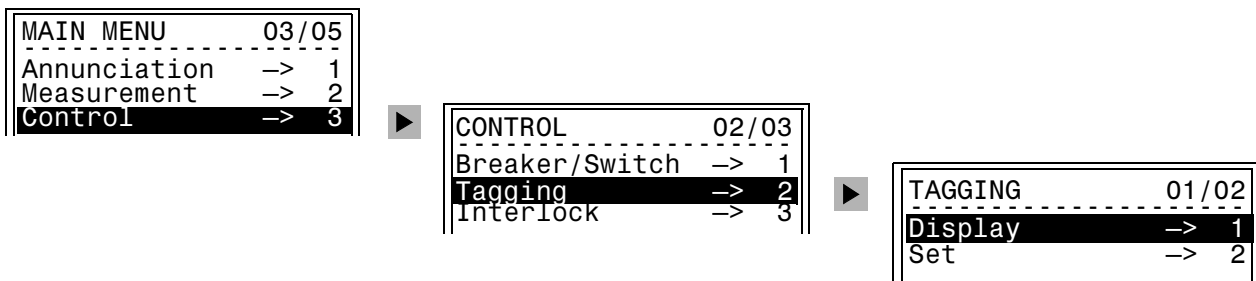 MAIN MENU 03/05
Annunciation —> 1
Measurement —> 2
Control —> 3
CONTROL 02/03
Breaker/Switch —> 1
Tagging —> 2
Interlock —> 3
TAGGING 01/02
Display —> 1
Set —> 2